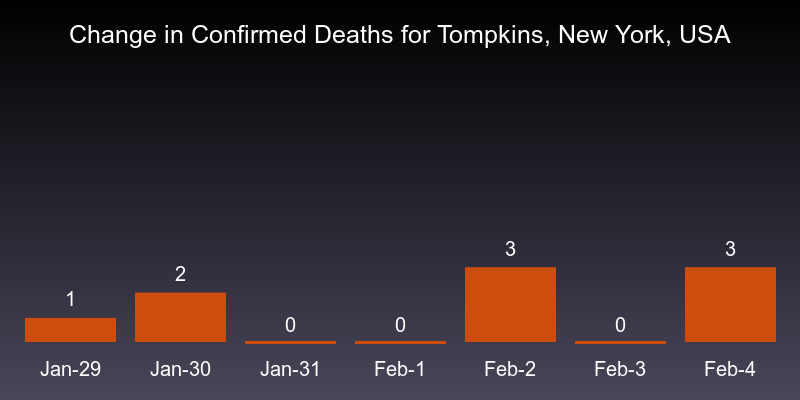 Change in Confirmed Deaths for Tompkins, New York, USA
1 2 0 0 3 0 3
Jan-29 Jan-30 Jan-31 Feb-1 Feb-2 Feb-3 Feb-4